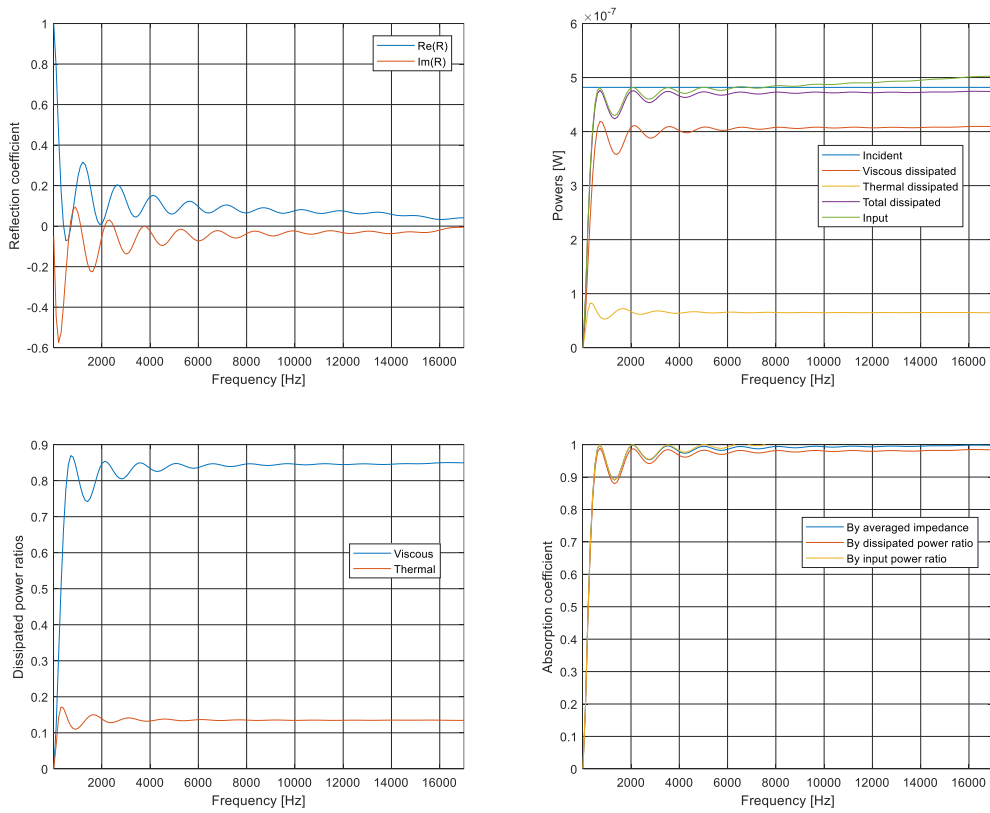 1
0.8
0.6
0.4
0.2
0
-0.2
-0.4
-0.6
2000 4000 6000 8000 10000 12000 14000 16000
Frequency [Hz]
Reflection coefficient
Re(R)
Im(R)
×10⁻⁷
6
5
4
3
2
1
0
2000 4000 6000 8000 10000 12000 14000 16000
Frequency [Hz]
Powers [W]
Incident
Viscous dissipated
Thermal dissipated
Total dissipated
Input
0.9
0.8
0.7
0.6
0.5
0.4
0.3
0.2
0.1
0
2000 4000 6000 8000 10000 12000 14000 16000
Frequency [Hz]
Dissipated power ratios
Viscous
Thermal
1
0.9
0.8
0.7
0.6
0.5
0.4
0.3
0.2
0.1
0
2000 4000 6000 8000 10000 12000 14000 16000
Frequency [Hz]
Absorption coefficient
By averaged impedance
By dissipated power ratio
By input power ratio